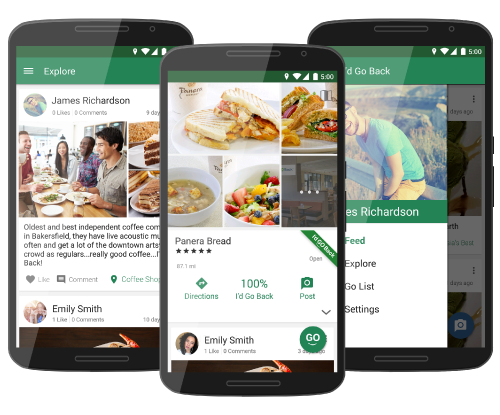 5:00
Explore
James Richardson
0 Likes · 0 Comments
9 day
Oldest and best independent coffee com
in Bakersfield, they have live acoustic mu
often and get a lot of the downtown arts
crowd as regulars...really good coffee...I'
Back!
Like
Comment
Coffee Shop
Emily Smith
1 Like · 0 Comments
10 day
5:00
Panera
Bread
Panera Bread
★★★★★
87.1 mi
I'd GO Back
Open
Directions
100%
I'd Go Back
Post
Emily Smith
1 Like · 0 Comments
3 days ago
GO
5:00
I'd Go Back
days ago
es Richardson
Feed
Explore
Go List
Settings
arth
days ago